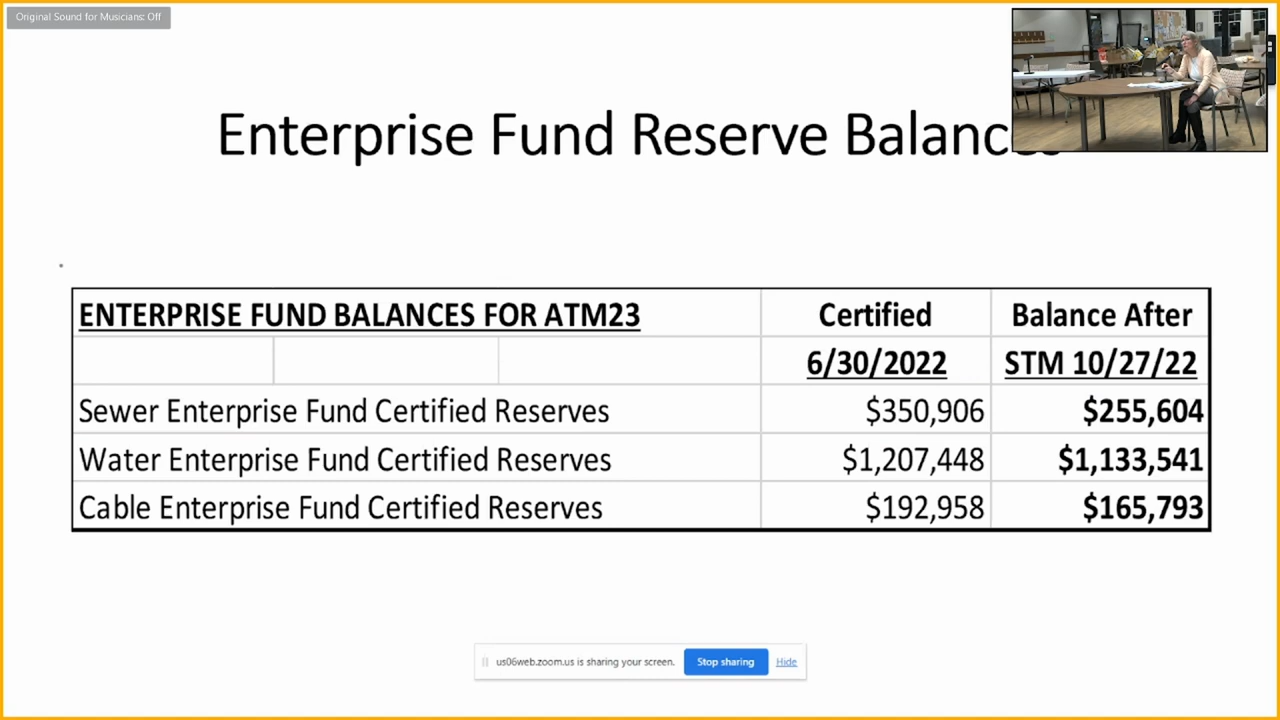 Original Sound for Musicians: Off
Enterprise Fund Reserve Balances
ENTERPRISE FUND BALANCES FOR ATM23 Certified Balance After
6/30/2022 STM 10/27/22
Sewer Enterprise Fund Certified Reserves $350,906 $255,604
Water Enterprise Fund Certified Reserves $1,207,448 $1,133,541
Cable Enterprise Fund Certified Reserves $192,958 $165,793
us06web.zoom.us is sharing your screen. Stop sharing Hide